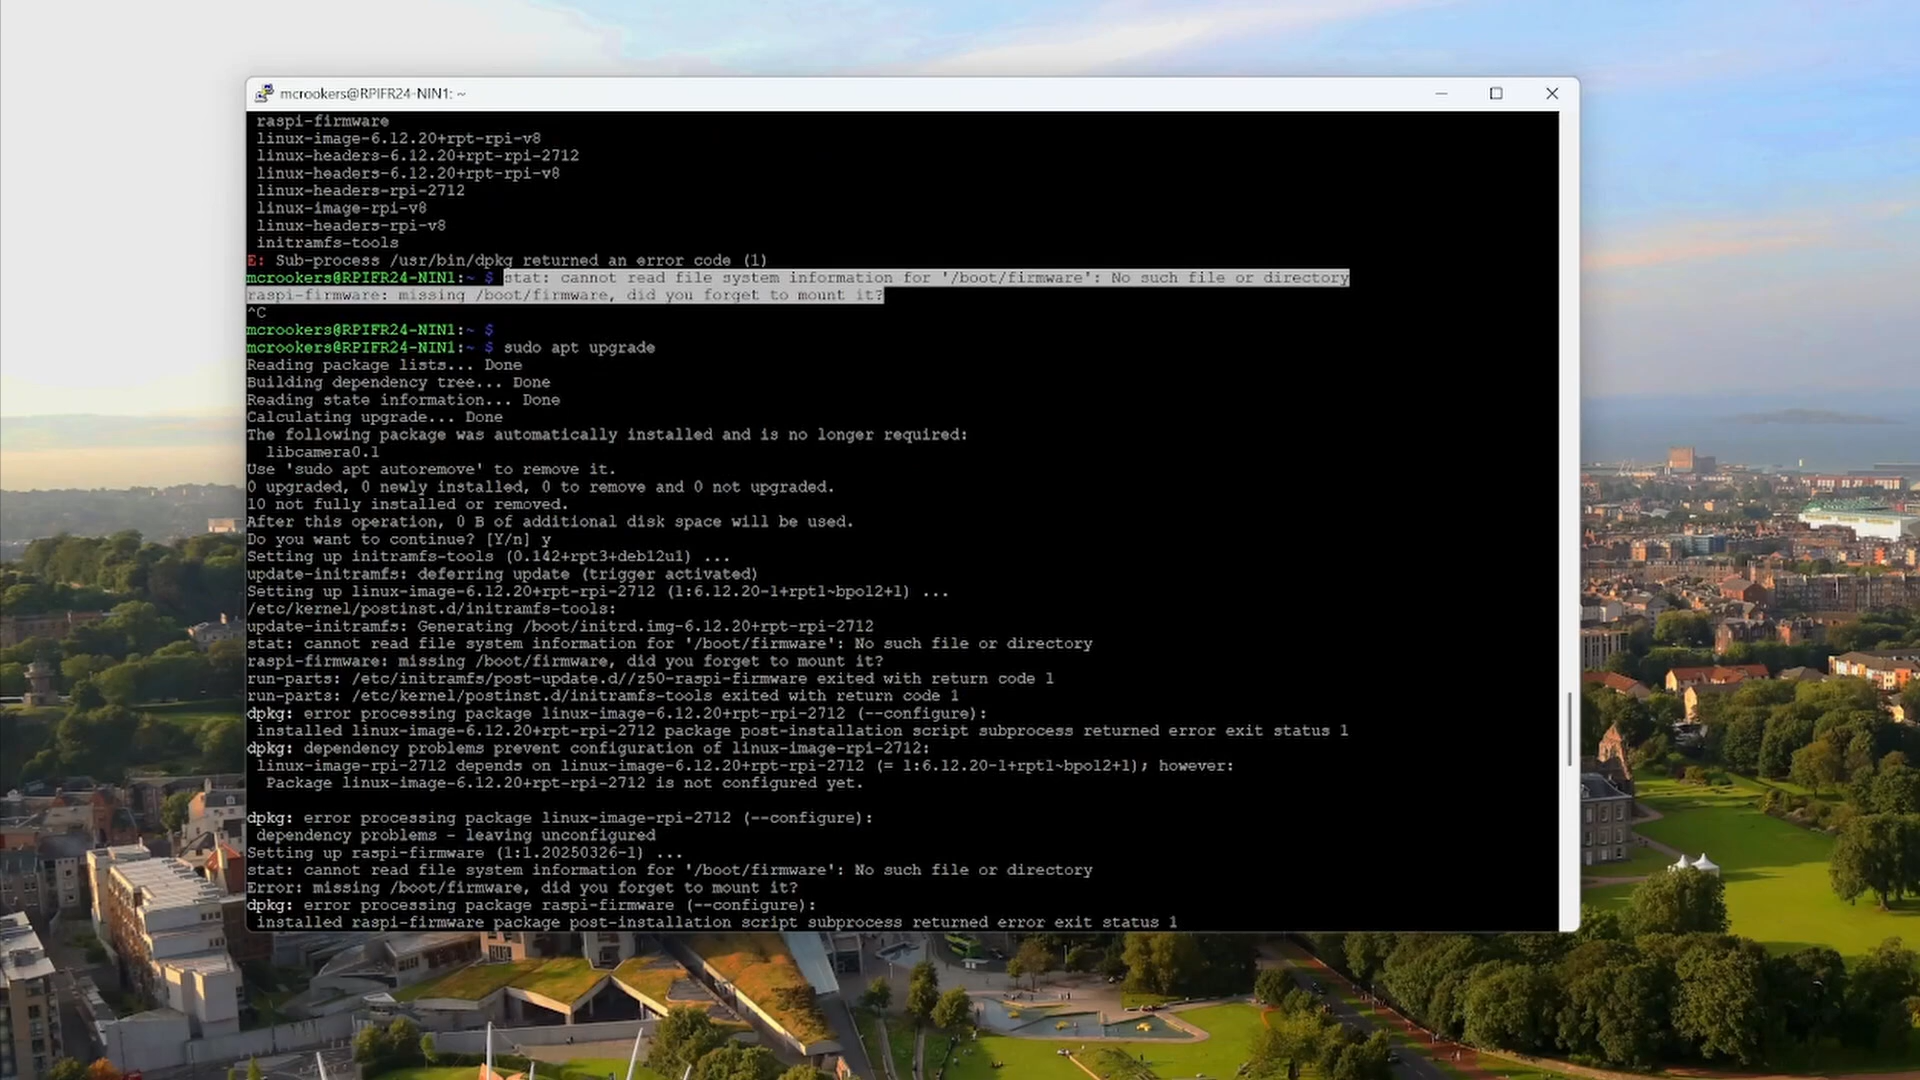 mcrookers@RPIFR24-NIN1: ~
raspi-firmware
linux-image-6.12.20+rpt-rpi-v8
linux-headers-6.12.20+rpt-rpi-2712
linux-headers-6.12.20+rpt-rpi-v8
linux-headers-rpi-2712
linux-image-rpi-v8
linux-headers-rpi-v8
initramfs-tools
E: Sub-process /usr/bin/dpkg returned an error code (1)
mcrookers@RPIFR24-NIN1:~ $ stat: cannot read file system information for '/boot/firmware': No such file or directory
raspi-firmware: missing /boot/firmware, did you forget to mount it?
^C
mcrookers@RPIFR24-NIN1:~ $
mcrookers@RPIFR24-NIN1:~ $ sudo apt upgrade
Reading package lists... Done
Building dependency tree... Done
Reading state information... Done
Calculating upgrade... Done
The following package was automatically installed and is no longer required:
libcamera0.1
Use 'sudo apt autoremove' to remove it.
0 upgraded, 0 newly installed, 0 to remove and 0 not upgraded.
10 not fully installed or removed.
After this operation, 0 B of additional disk space will be used.
Do you want to continue? [Y/n] y
Setting up initramfs-tools (0.142+rpt3+deb12u1) ...
update-initramfs: deferring update (trigger activated)
Setting up linux-image-6.12.20+rpt-rpi-2712 (1:6.12.20-1+rpt1~bpo12+1) ...
/etc/kernel/postinst.d/initramfs-tools:
update-initramfs: Generating /boot/initrd.img-6.12.20+rpt-rpi-2712
stat: cannot read file system information for '/boot/firmware': No such file or directory
raspi-firmware: missing /boot/firmware, did you forget to mount it?
run-parts: /etc/initramfs/post-update.d//z50-raspi-firmware exited with return code 1
run-parts: /etc/kernel/postinst.d/initramfs-tools exited with return code 1
dpkg: error processing package linux-image-6.12.20+rpt-rpi-2712 (--configure):
installed linux-image-6.12.20+rpt-rpi-2712 package post-installation script subprocess returned error exit status 1
dpkg: dependency problems prevent configuration of linux-image-rpi-2712:
linux-image-rpi-2712 depends on linux-image-6.12.20+rpt-rpi-2712 (= 1:6.12.20-1+rpt1~bpo12+1); however:
Package linux-image-6.12.20+rpt-rpi-2712 is not configured yet.
dpkg: error processing package linux-image-rpi-2712 (--configure):
dependency problems - leaving unconfigured
Setting up raspi-firmware (1:1.20250326-1) ...
stat: cannot read file system information for '/boot/firmware': No such file or directory
Error: missing /boot/firmware, did you forget to mount it?
dpkg: error processing package raspi-firmware (--configure):
installed raspi-firmware package post-installation script subprocess returned error exit status 1